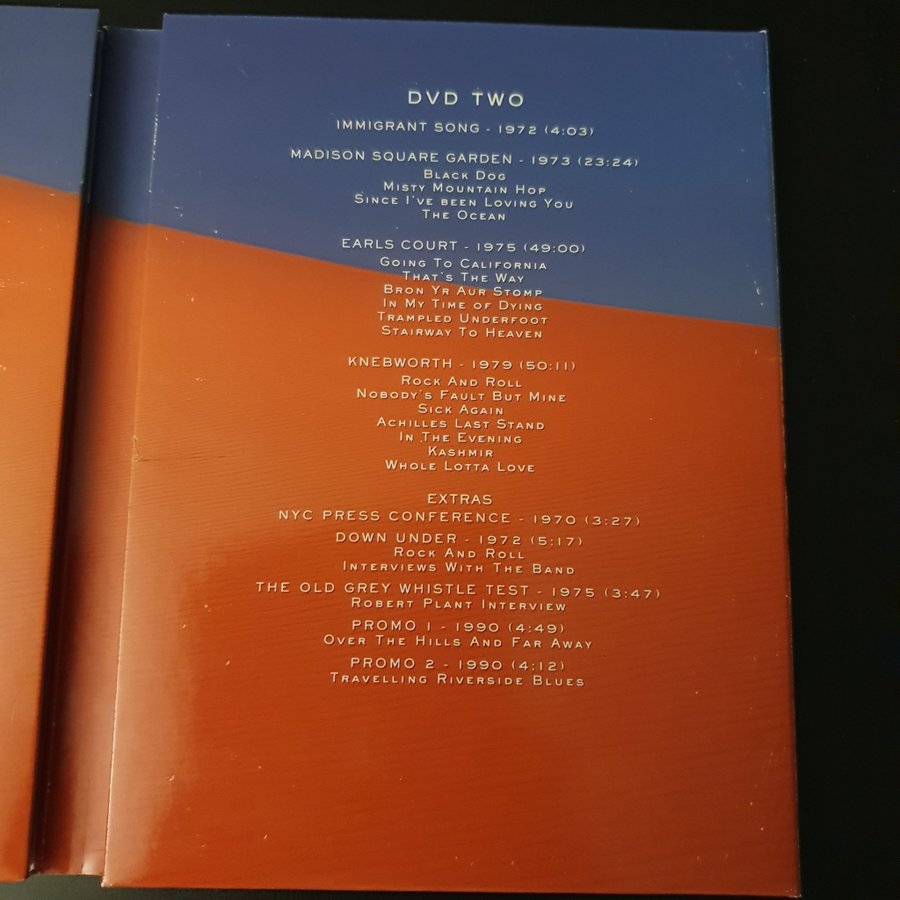 DVD TWO
IMMIGRANT SONG - 1972 (4:03)
MADISON SQUARE GARDEN - 1973 (23:24)
BLACK DOG
MISTY MOUNTAIN HOP
SINCE I'VE BEEN LOVING YOU
THE OCEAN
EARLS COURT - 1975 (49:00)
GOING TO CALIFORNIA
THAT'S THE WAY
BRON YR AUR STOMP
IN MY TIME OF DYING
TRAMPLED UNDERFOOT
STAIRWAY TO HEAVEN
KNEBWORTH - 1979 (50:11)
ROCK AND ROLL
NOBODY'S FAULT BUT MINE
SICK AGAIN
ACHILLES LAST STAND
IN THE EVENING
KASHMIR
WHOLE LOTTA LOVE
EXTRAS
NYC PRESS CONFERENCE - 1970 (3:27)
DOWN UNDER - 1972 (5:17)
ROCK AND ROLL
INTERVIEWS WITH THE BAND
THE OLD GREY WHISTLE TEST - 1975 (3:47)
ROBERT PLANT INTERVIEW
PROMO 1 - 1990 (4:49)
OVER THE HILLS AND FAR AWAY
PROMO 2 - 1990 (4:12)
TRAVELLING RIVERSIDE BLUES